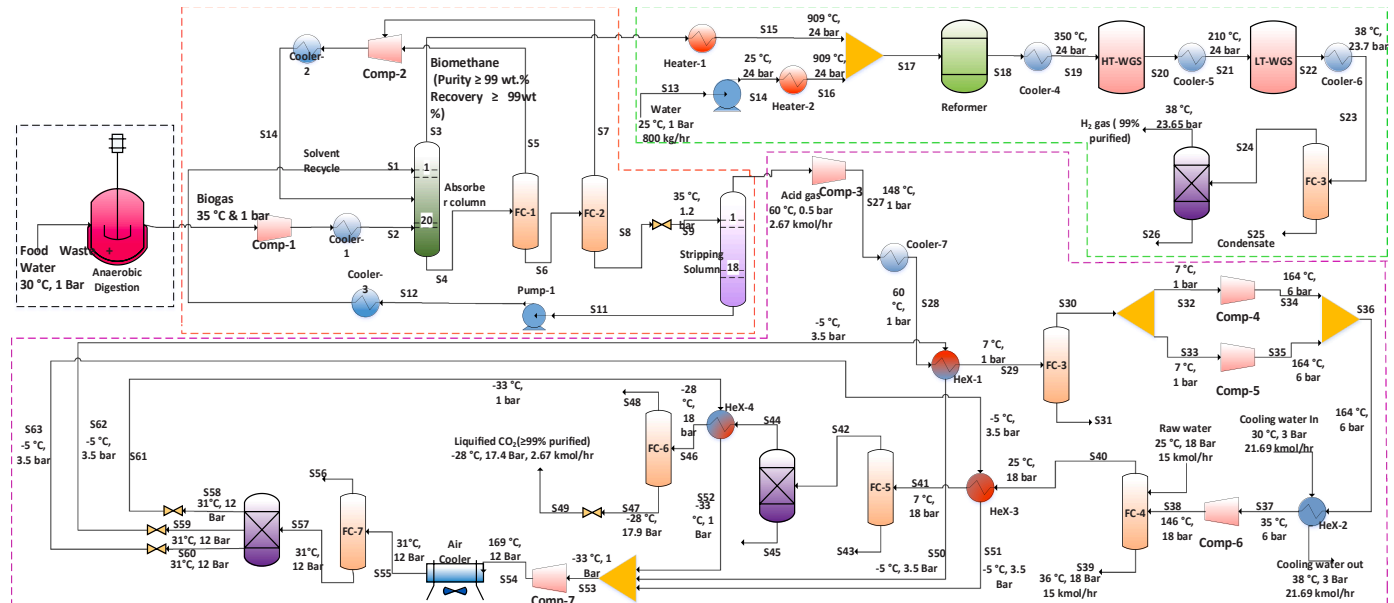 S15
909 °C,
24 bar
Heater-1
25 °C
24 bar
909 °C,
24 bar
S13
Water
25 °C, 1 Bar
800 kg/hr
S14
Heater-2
S16
S17
Reformer
S18
350 °C,
24 bar
S19
Cooler-4
HT-WGS
S20
210 °C,
24 bar
S21
Cooler-5
LT-WGS
S22
38 °C,
23.7 bar
Cooler-6
S23
38 °C,
23.65 bar
H2 gas ( 99%
purified)
S24
FC-3
S26
S25
Condensate
Cooler-
2
Comp-2
Biomethane
(Purity ≥ 99 wt.%
Recovery ≥ 99wt
%)
S3
S5
S7
S14
Solvent
Recycle
S1
1
Absorbe
r column
20
Biogas
35 °C & 1 bar
Comp-1
Cooler-
1
S2
S4
FC-1
S6
FC-2
S8
35 °C,
1.2
bar
S9
1
Stripping
Solumn
18
Cooler-
3
S12
Pump-1
S11
Food Waste +
Water
30 °C, 1 Bar
Anaerobic
Digestion
Comp-3
Acid gas
60 °C, 0.5 bar
2.67 kmol/hr
S27
148 °C,
1 bar
Cooler-7
60
°C,
1 bar
S28
-5 °C,
3.5 bar
HeX-1
7 °C,
1 bar
S29
S30
FC-3
S31
7 °C,
1 bar
S32
164 °C,
6 bar
S34
Comp-4
S33
7 °C,
1 bar
S35
164 °C,
6 bar
Comp-5
S36
164 °C,
6 bar
Cooling water In
30 °C, 3 Bar
21.69 kmol/hr
Raw water
25 °C, 18 Bar
15 kmol/hr
S63
-5 °C,
3.5 bar
S62
-5 °C,
3.5 bar
S61
-33 °C,
1 bar
S48
-28
°C,
18
bar
HeX-4
S44
S42
-5 °C,
3.5 bar
25 °C,
18 bar
S40
Liquified CO2(≥99% purified)
-28 °C, 17.4 Bar, 2.67 kmol/hr
FC-6
S46
FC-5
S41
7 °C,
18 bar
HeX-3
FC-4
S38
146 °C,
18 bar
Comp-6
S37
35 °C,
6 bar
HeX-2
S49
S47
-28 °C,
17.9 Bar
S52
-33
°C, 1
Bar
S45
S43
S50
-5 °C, 3.5 Bar
S51
-5 °C, 3.5
Bar
S39
36 °C, 18 Bar
15 kmol/hr
Cooling water out
38 °C, 3 Bar
21.69 kmol/hr
S56
S58
31°C, 12
Bar
S59
31°C, 12 Bar
S60
31°C, 12 Bar
S57
31°C,
12 Bar
FC-7
S55
31°C,
12 Bar
Air
Cooler
169 °C,
12 Bar
S54
Comp-7
-33 °C, 1
Bar
S53